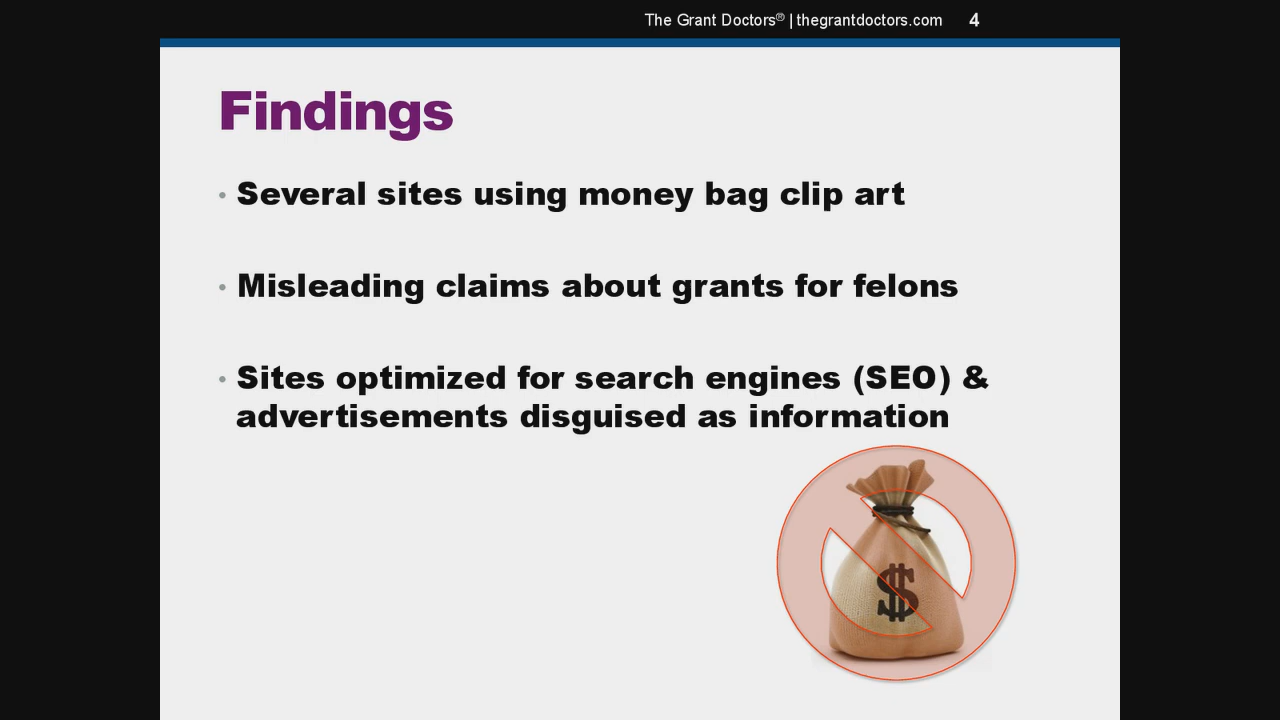 The Grant Doctors® | thegrantdoctors.com 4
Findings
• Several sites using money bag clip art
• Misleading claims about grants for felons
• Sites optimized for search engines (SEO) &
advertisements disguised as information
$